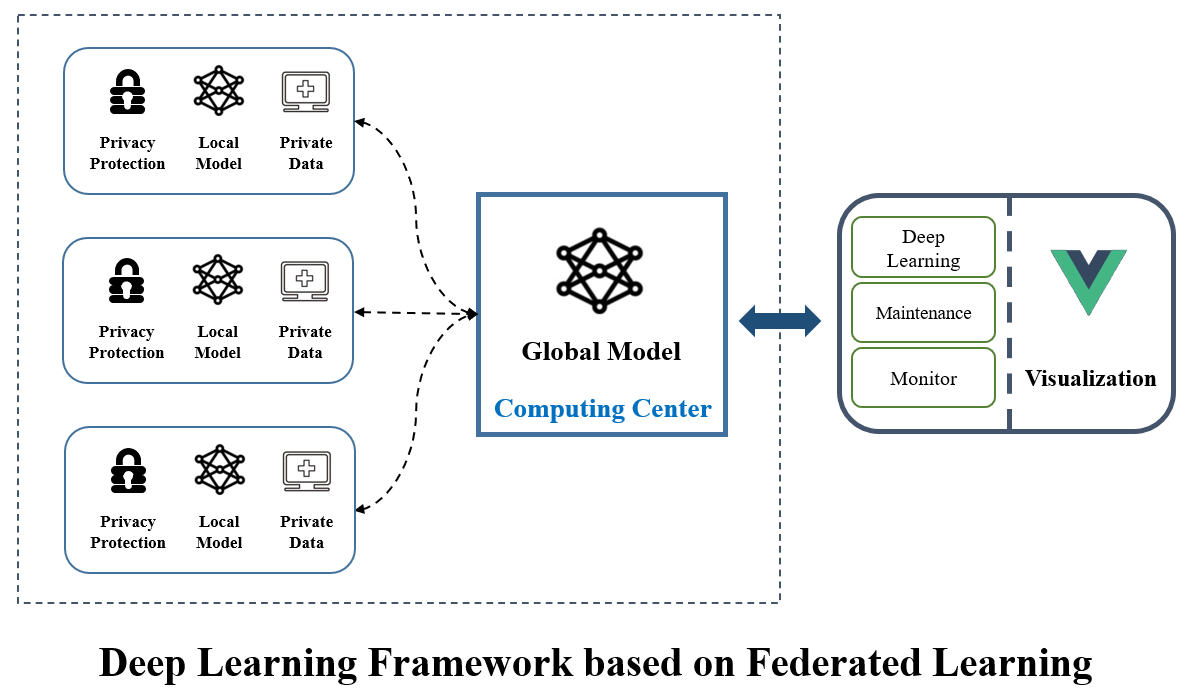 Privacy
Protection
Local
Model
Private
Data
Privacy
Protection
Local
Model
Private
Data
Privacy
Protection
Local
Model
Private
Data
Global Model
Computing Center
Deep
Learning
Maintenance
Monitor
Visualization
Deep Learning Framework based on Federated Learning